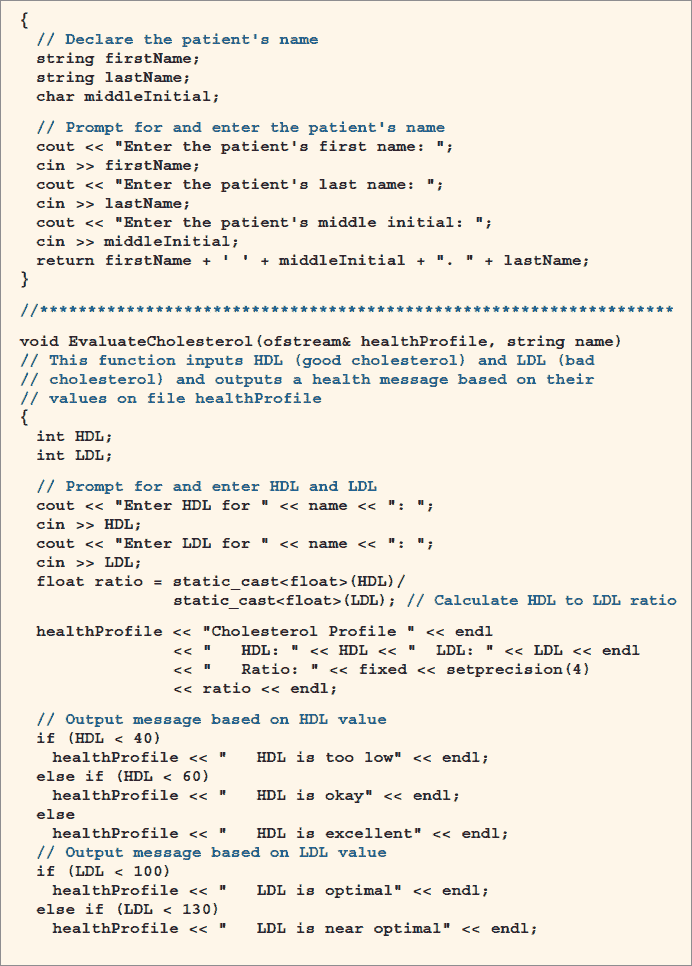 {
  // Declare the patient's name
  string firstName;
  string lastName;
  char middleInitial;
  // Prompt for and enter the patient's name
  cout << "Enter the patient's first name: ";
  cin >> firstName;
  cout << "Enter the patient's last name: ";
  cin >> lastName;
  cout << "Enter the patient's middle initial: ";
  cin >> middleInitial;
  return firstName + ' ' + middleInitial + ". " + lastName;
}
//******************************************************************
void EvaluateCholesterol(ofstream& healthProfile, string name)
// This function inputs HDL (good cholesterol) and LDL (bad
// cholesterol) and outputs a health message based on their
// values on file healthProfile
{
  int HDL;
  int LDL;
  // Prompt for and enter HDL and LDL
  cout << "Enter HDL for " << name << ": ";
  cin >> HDL;
  cout << "Enter LDL for " << name << ": ";
  cin >> LDL;
  float ratio = static_cast<float>(HDL)/
                static_cast<float>(LDL); // Calculate HDL to LDL ratio
  healthProfile << "Cholesterol Profile " << endl
                << "   HDL: " << HDL << "  LDL: " << LDL << endl
                << "   Ratio: " << fixed << setprecision(4)
                << ratio << endl;
  // Output message based on HDL value
  if (HDL < 40)
    healthProfile << "   HDL is too low" << endl;
  else if (HDL < 60)
    healthProfile << "   HDL is okay" << endl;
  else
    healthProfile << "   HDL is excellent" << endl;
  // Output message based on LDL value
  if (LDL < 100)
    healthProfile << "   LDL is optimal" << endl;
  else if (LDL < 130)
    healthProfile << "   LDL is near optimal" << endl;